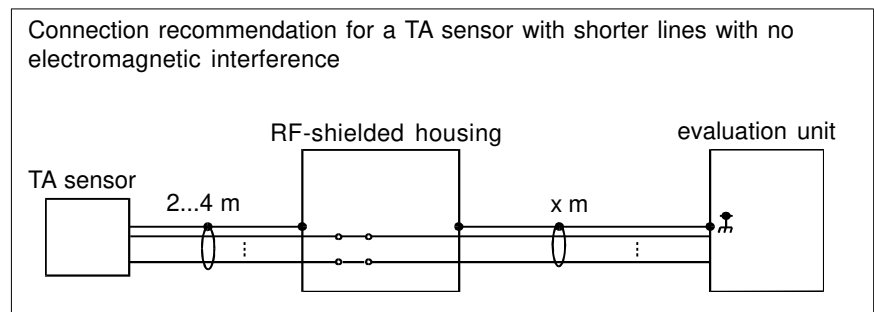 Connection recommendation for a TA sensor with shorter lines with no
electromagnetic interference
RF-shielded housing
evaluation unit
TA sensor
2...4 m
x m